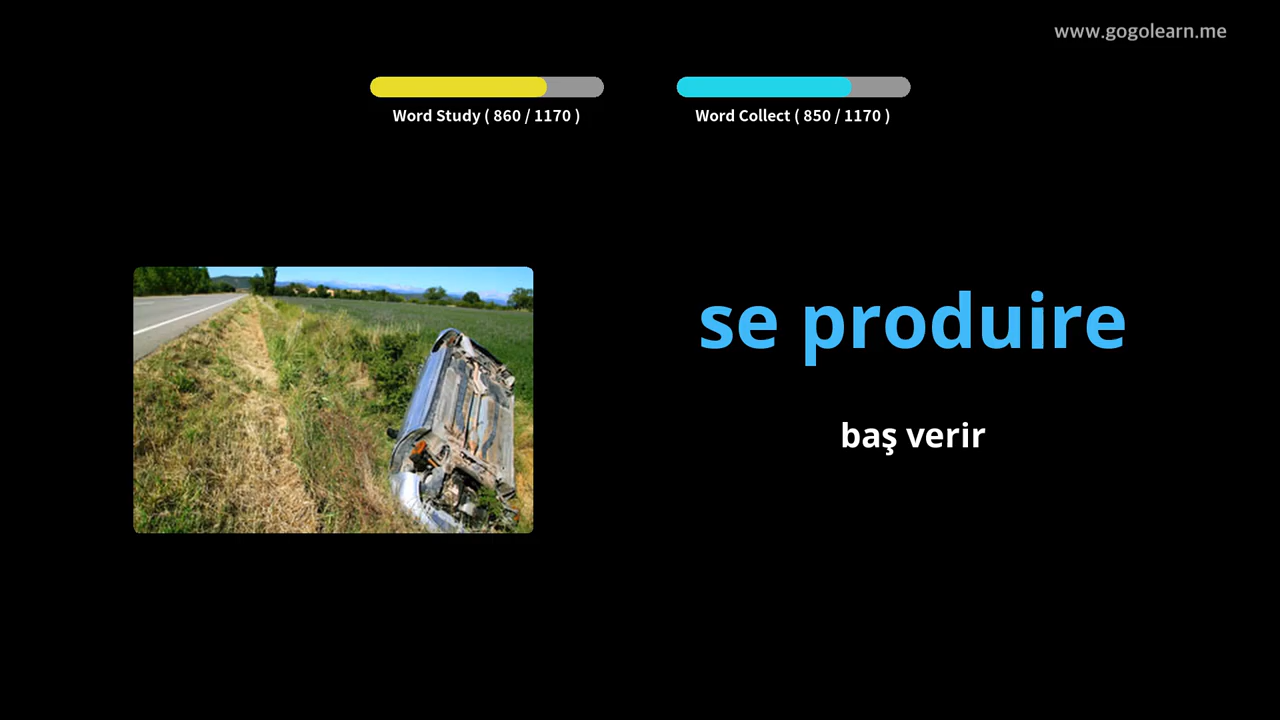 www.gogolearn.me
Word Study ( 860 / 1170 )
Word Collect ( 850 / 1170 )
se produire
baş verir